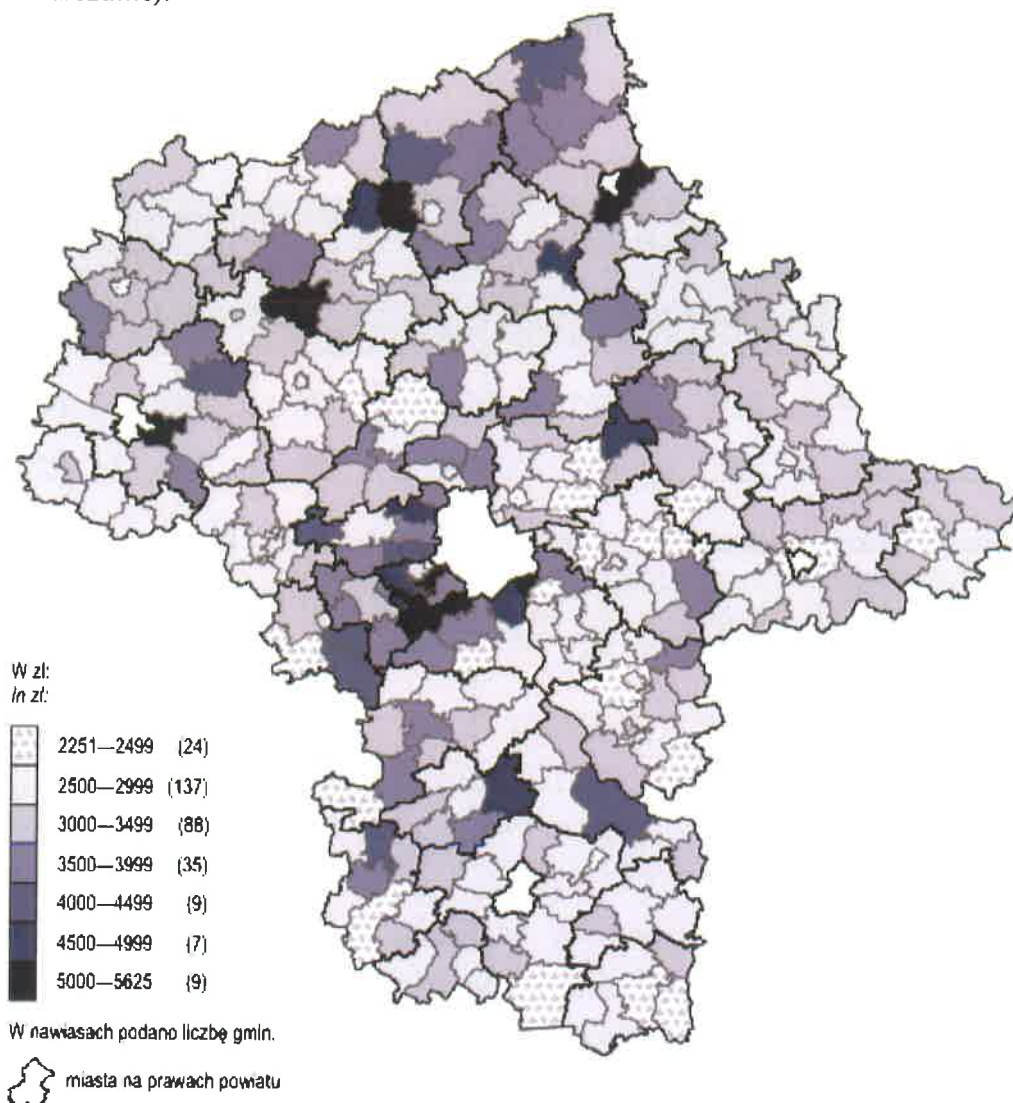 W zł:
In zł:
2251—2499 (24)
2500—2999 (137)
3000—3499 (88)
3500—3999 (35)
4000—4499 (9)
4500—4999 (7)
5000—5625 (9)
W nawiasach podano liczbę gmin.
miasta na prawach powiatu